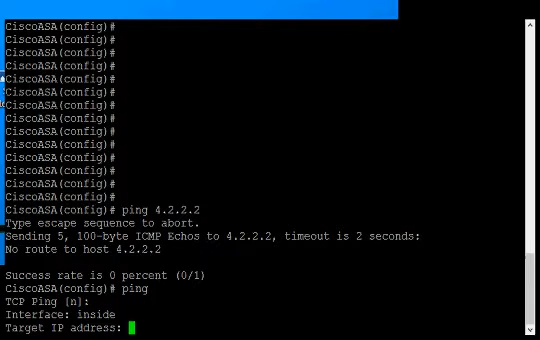 CiscoASA(config)#
CiscoASA(config)#
CiscoASA(config)#
CiscoASA(config)#
CiscoASA(config)#
CiscoASA(config)#
CiscoASA(config)#
CiscoASA(config)#
CiscoASA(config)#
CiscoASA(config)#
CiscoASA(config)#
CiscoASA(config)#
CiscoASA(config)#
CiscoASA(config)#
CiscoASA(config)# ping 4.2.2.2
Type escape sequence to abort.
Sending 5, 100-byte ICMP Echos to 4.2.2.2, timeout is 2 seconds:
No route to host 4.2.2.2
Success rate is 0 percent (0/1)
CiscoASA(config)# ping
TCP Ping [n]:
Interface: inside
Target IP address: